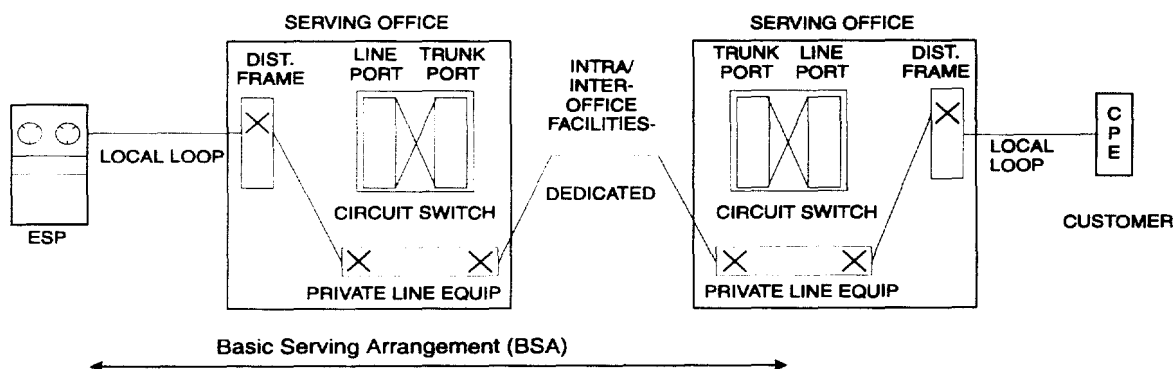 SERVING OFFICE
DIST.
FRAME
LINE
PORT
TRUNK
PORT
LOCAL LOOP
ESP
CIRCUIT SWITCH
PRIVATE LINE EQUIP
INTRA/
INTER-
OFFICE
FACILITIES-
DEDICATED
SERVING OFFICE
TRUNK
PORT
LINE
PORT
DIST.
FRAME
CIRCUIT SWITCH
PRIVATE LINE EQUIP
LOCAL
LOOP
C
P
E
CUSTOMER
Basic Serving Arrangement (BSA)